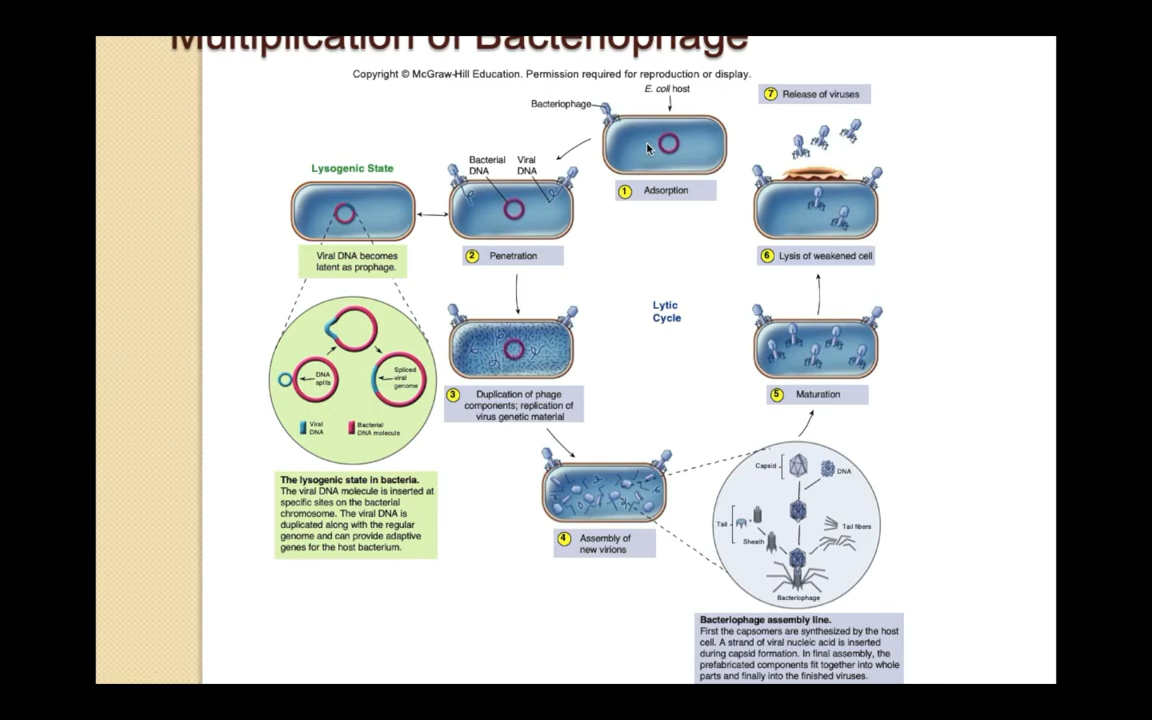 Multiplication of Bacteriophage
Copyright © McGraw-Hill Education. Permission required for reproduction or display.
E. coli host
Bacteriophage
7 Release of viruses
1 Adsorption
Bacterial
DNA
Viral
DNA
Lysogenic State
2 Penetration
6 Lysis of weakened cell
Viral DNA becomes
latent as prophage.
Lytic
Cycle
DNA
splits
Spliced
viral
genome
Viral
DNA
Bacterial
DNA molecule
3 Duplication of phage
components; replication of
virus genetic material
5 Maturation
The lysogenic state in bacteria.
The viral DNA molecule is inserted at
specific sites on the bacterial
chromosome. The viral DNA is
duplicated along with the regular
genome and can provide adaptive
genes for the host bacterium.
4 Assembly of
new virions
Capsid
DNA
Tail
Tail fibers
Sheath
Bacteriophage
Bacteriophage assembly line.
First the capsomers are synthesized by the host
cell. A strand of viral nucleic acid is inserted
during capsid formation. In final assembly, the
prefabricated components fit together into whole
parts and finally into the finished viruses.